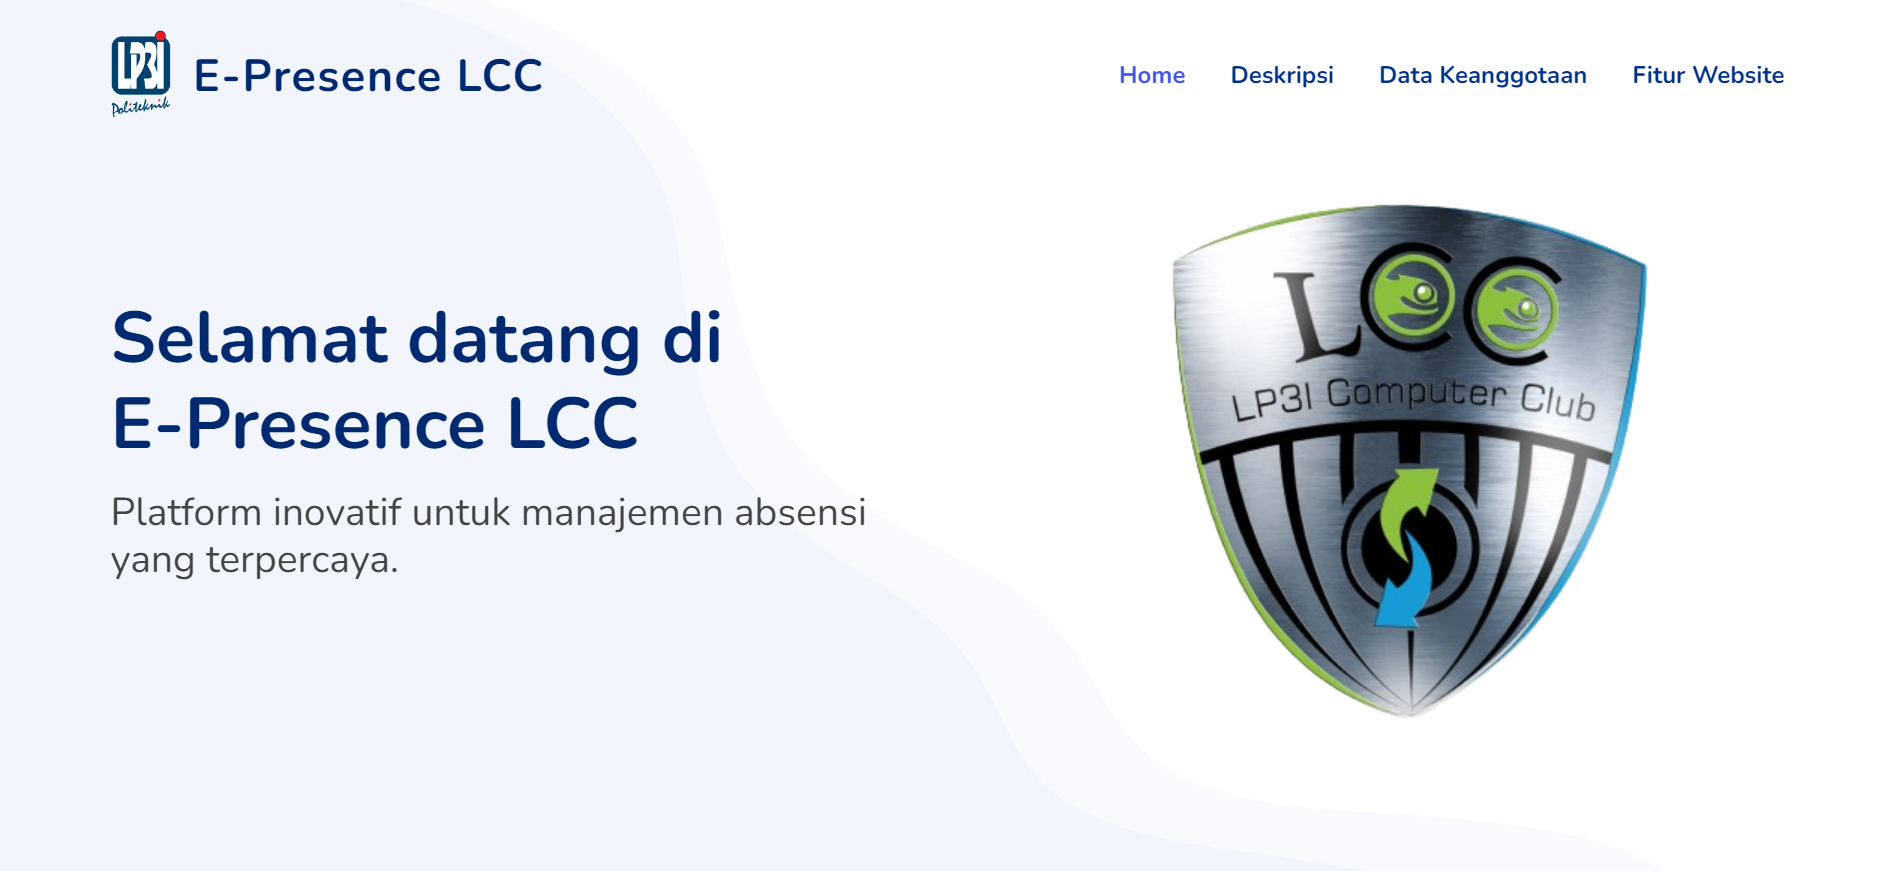 LP3I
Politeknik
E-Presence LCC
Home
Deskripsi
Data Keanggotaan
Fitur Website
Selamat datang di
E-Presence LCC
Platform inovatif untuk manajemen absensi
yang terpercaya.
LCC
LP3I Computer Club